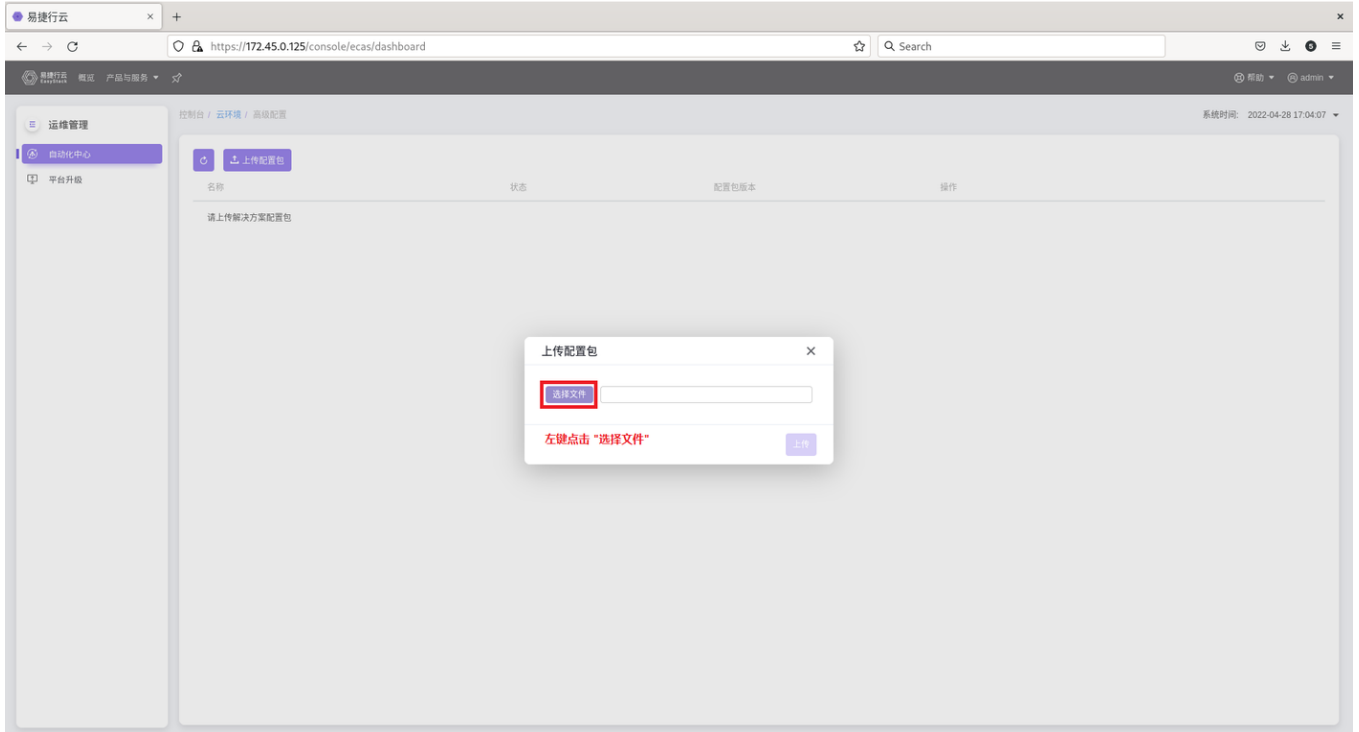 易捷行云
https://172.45.0.125/console/ecas/dashboard
Search
易捷行云 EasyStack 概览 产品与服务
帮助 admin
运维管理
自动化中心
平台升级
控制台 / 云环境 / 高级配置
系统时间: 2022-04-28 17:04:07
上传配置包
名称 状态 配置包版本 操作
请上传解决方案配置包
上传配置包
选择文件
左键点击 "选择文件"
上传